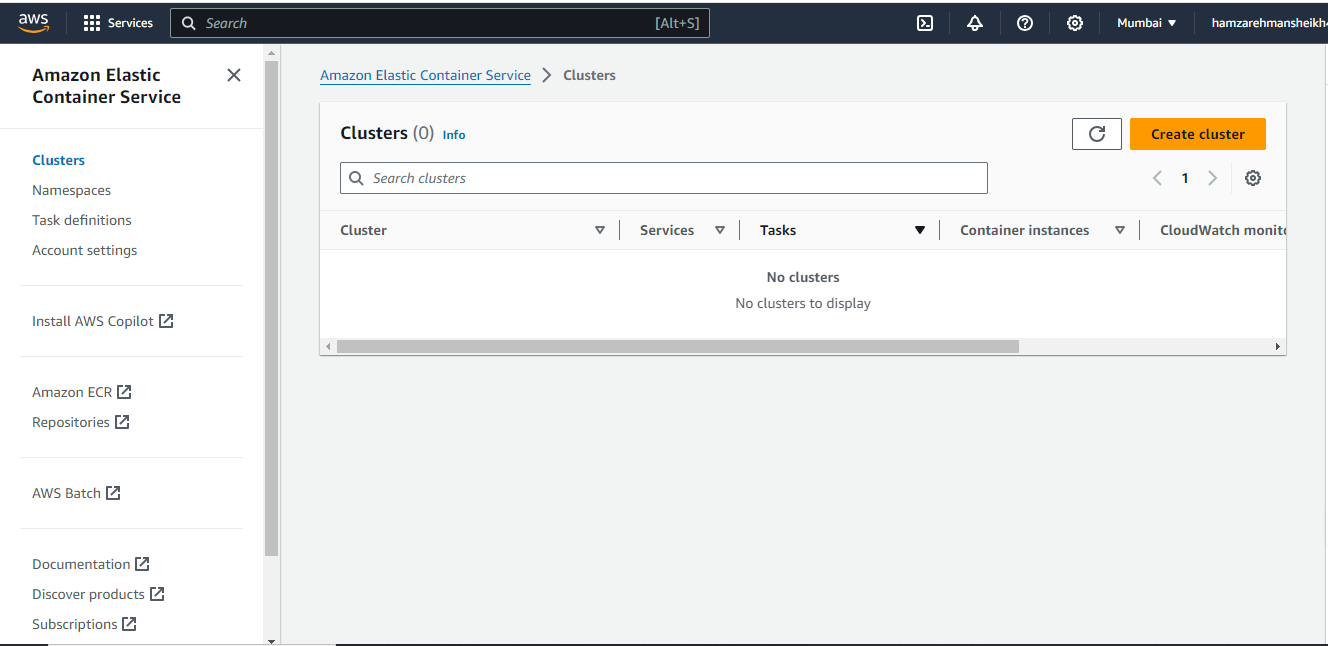 aws
Services
Search
[Alt+S]
Mumbai
hamzarehmansheikh
Amazon Elastic
Container Service
Clusters
Namespaces
Task definitions
Account settings
Install AWS Copilot
Amazon ECR
Repositories
AWS Batch
Documentation
Discover products
Subscriptions
Amazon Elastic Container Service
Clusters
Clusters (0) Info
Create cluster
Search clusters
1
Cluster
Services
Tasks
Container instances
CloudWatch monito
No clusters
No clusters to display